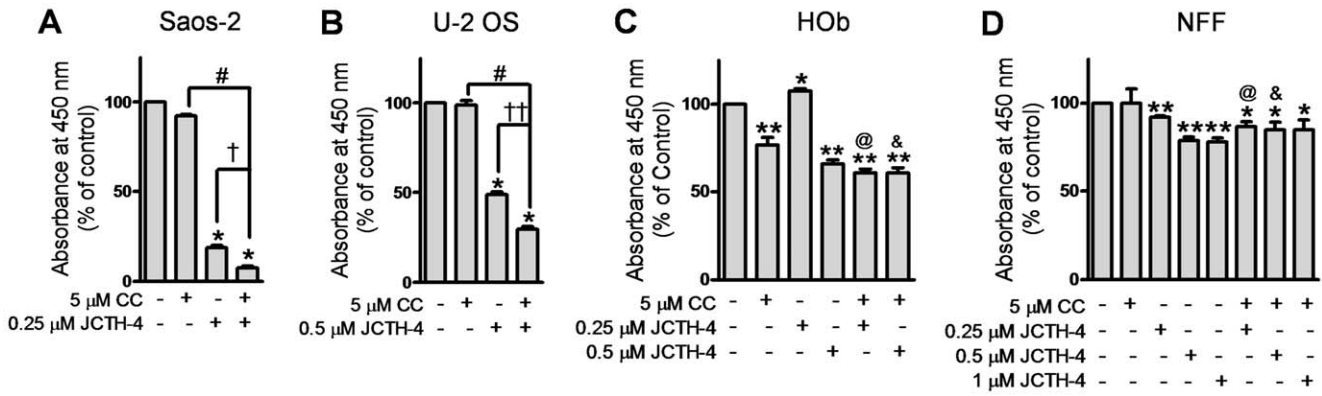 A Saos-2
Absorbance at 450 nm
(% of control)
100
50
0
#
†
* *
5 µM CC - + - +
0.25 µM JCTH-4 - - + +
B U-2 OS
Absorbance at 450 nm
(% of control)
100
50
0
#
††
* *
5 µM CC - + - +
0.5 µM JCTH-4 - - + +
C HOb
Absorbance at 450 nm
(% of Control)
100
50
0
*
@ &
** ** ** **
5 µM CC - + - - + +
0.25 µM JCTH-4 - - + - + -
0.5 µM JCTH-4 - - - + - +
D NFF
Absorbance at 450 nm
(% of control)
100
50
0
@ &
** **** * * *
5 µM CC - + - - - + + +
0.25 µM JCTH-4 - - + - - + - -
0.5 µM JCTH-4 - - - + - - + -
1 µM JCTH-4 - - - - + - - +